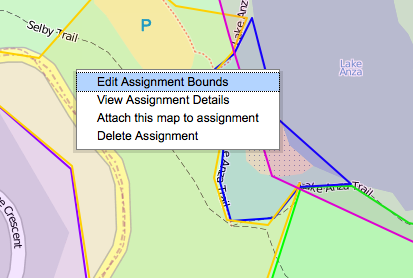 Selby Trail
P
Lake Anza
Lake
Anza
Edit Assignment Bounds
View Assignment Details
Attach this map to assignment
Delete Assignment
Anza Trail
Lake Anza Trail
Crescent